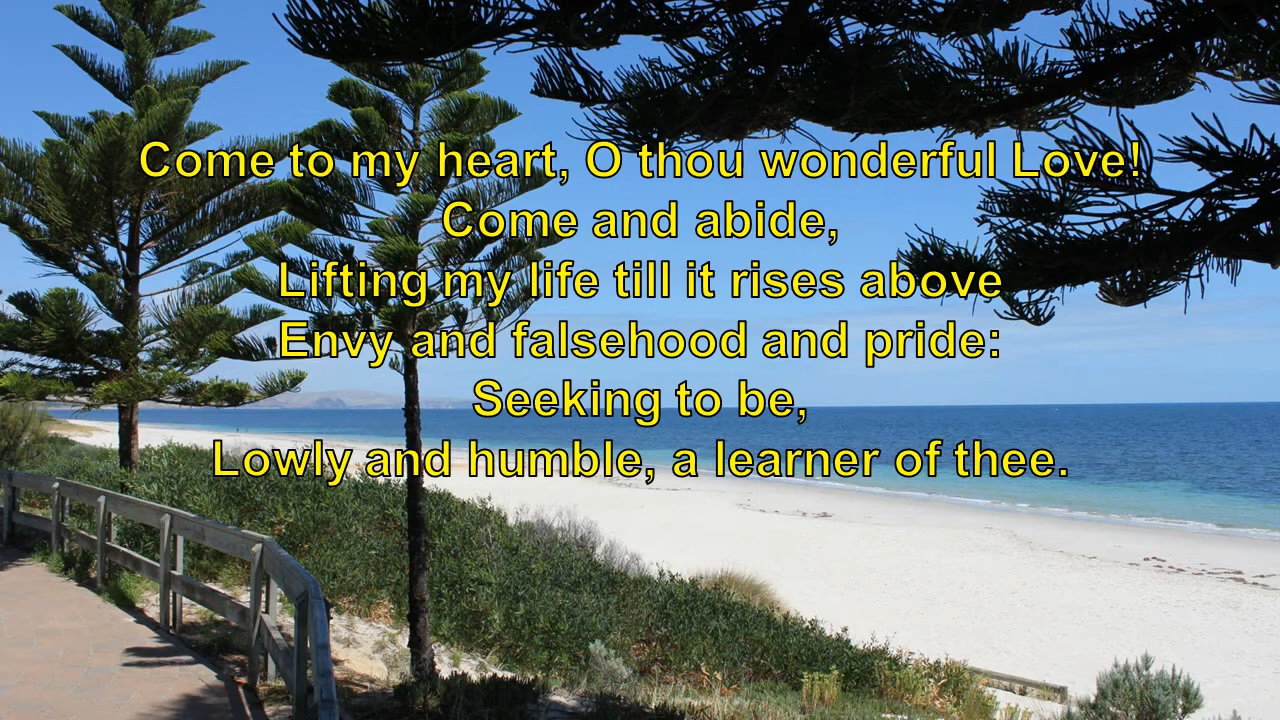 Come to my heart, O thou wonderful Love!
Come and abide,
Lifting my life till it rises above
Envy and falsehood and pride:
Seeking to be,
Lowly and humble, a learner of thee.